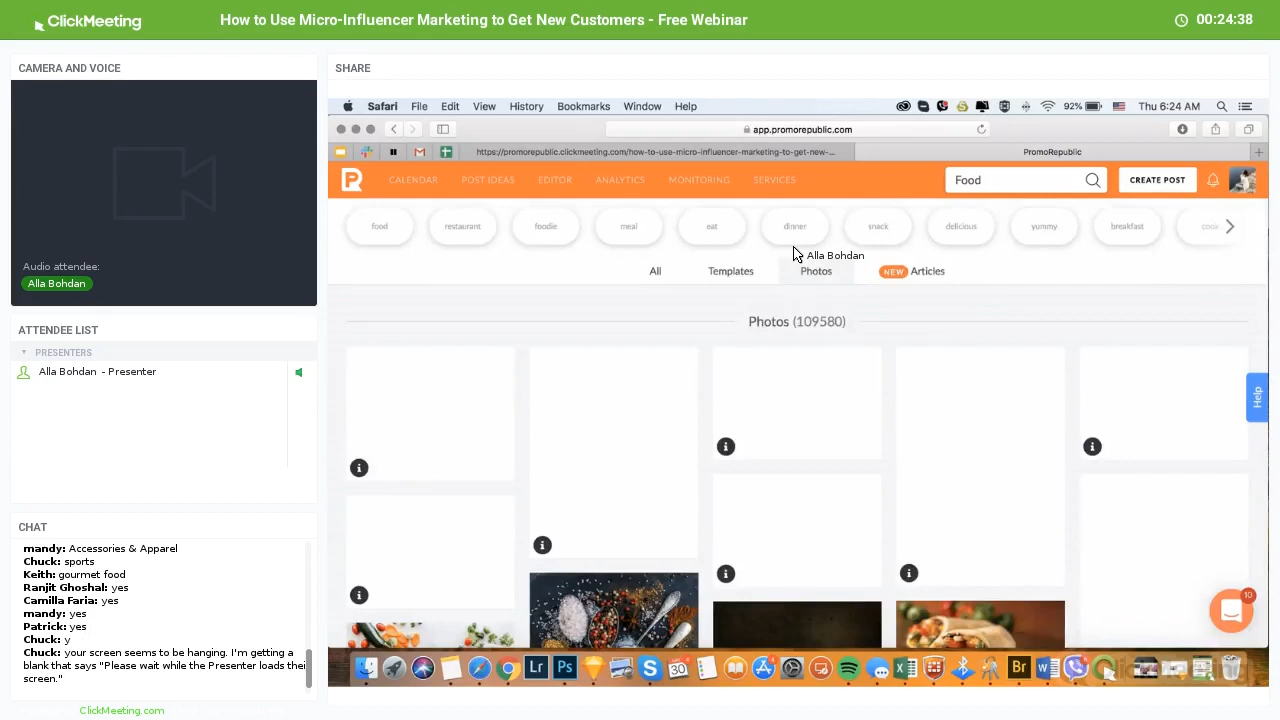 ClickMeeting
How to Use Micro-Influencer Marketing to Get New Customers - Free Webinar
00:24:38
CAMERA AND VOICE
Audio attendee:
Alla Bohdan
ATTENDEE LIST
PRESENTERS
Alla Bohdan - Presenter
CHAT
mandy: Accessories & Apparel
Chuck: sports
Keith: gourmet food
Ranjit Ghoshal: yes
Camilla Faria: yes
mandy: yes
Patrick: yes
Chuck: y
Chuck: your screen seems to be hanging. I'm getting a
blank that says "Please wait while the Presenter loads thei
screen."
ClickMeeting.com
SHARE
Safari File Edit View History Bookmarks Window Help
92% Thu 6:24 AM
app.promorepublic.com
https://promorepublic.clickmeeting.com/how-to-use-micro-influencer-marketing-to-get-new-...
PromoRepublic
CALENDAR POST IDEAS EDITOR ANALYTICS MONITORING SERVICES
Food
CREATE POST
food restaurant foodie meal eat dinner snack delicious yummy breakfast
Alla Bohdan
All Templates Photos NEW Articles
Photos (109580)
Help
10
Lr Ps 30 Br